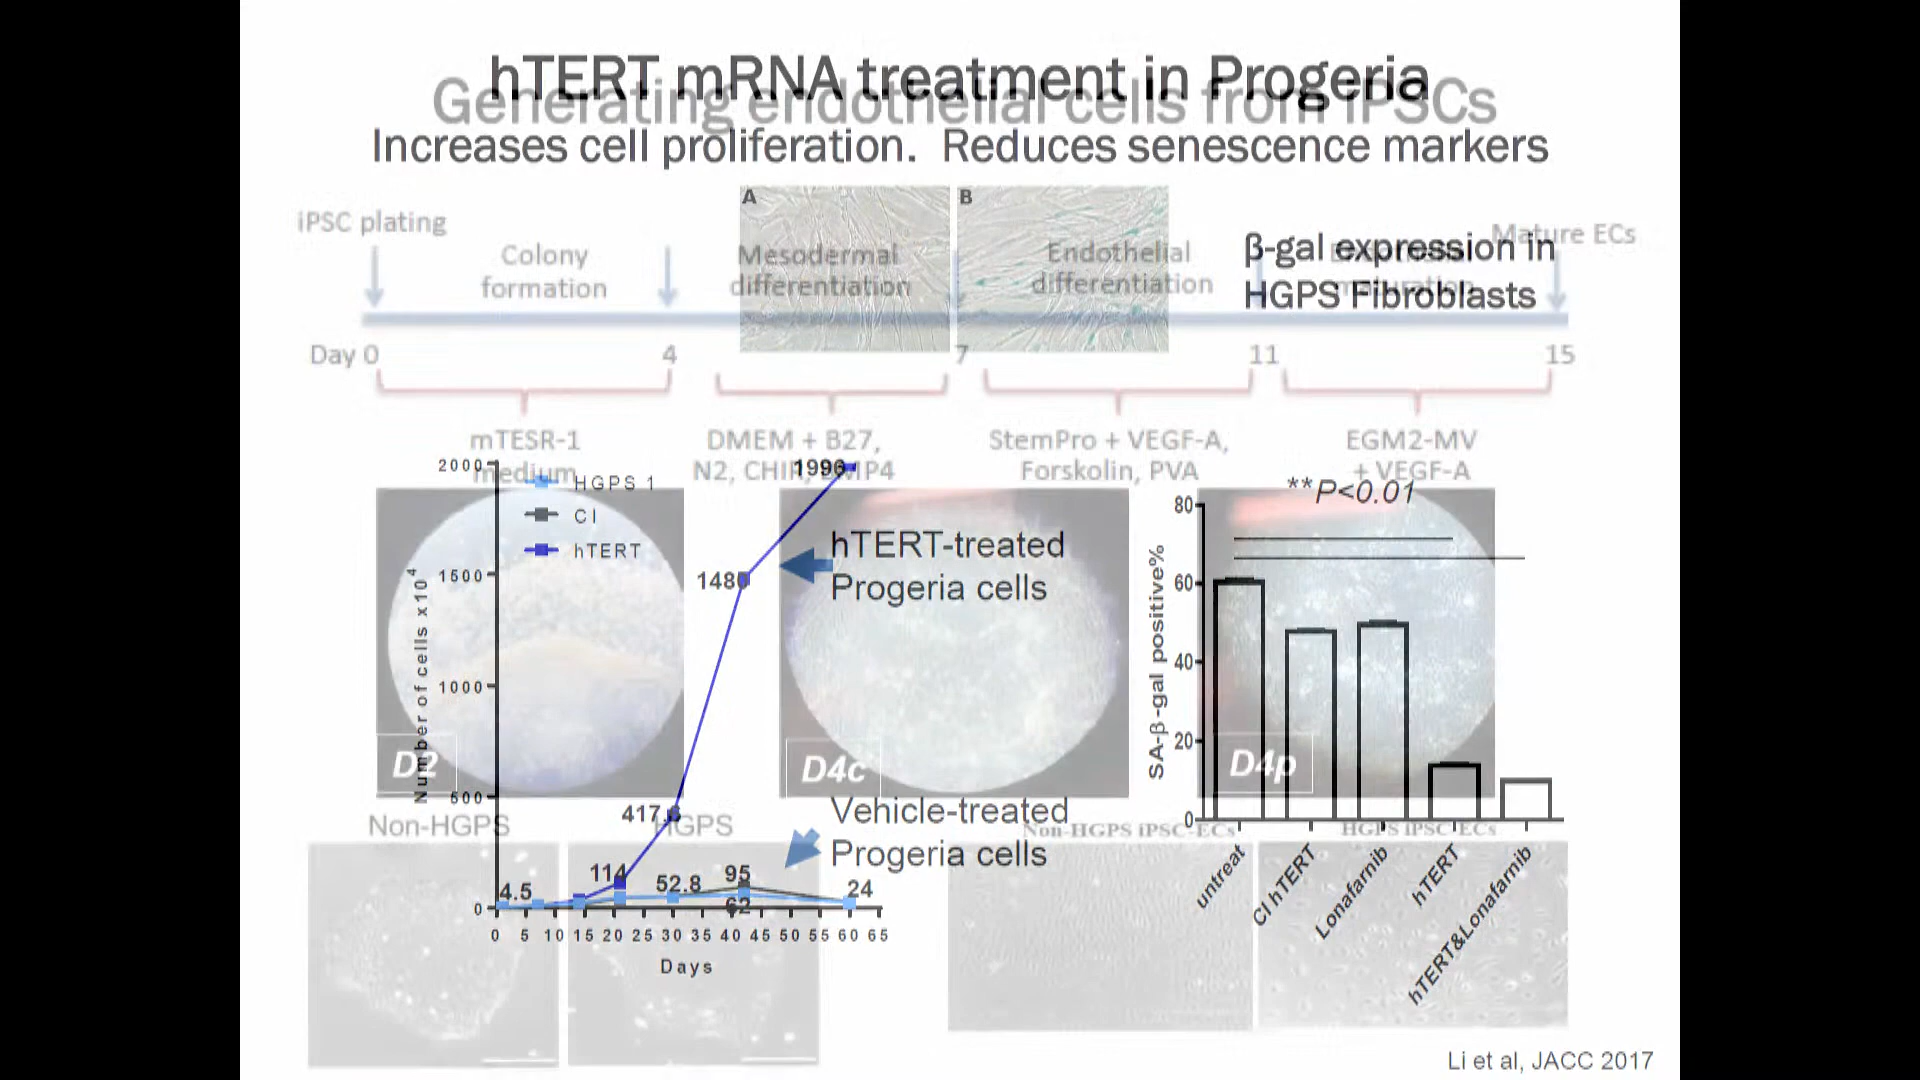 hTERT mRNA treatment in Progeria
Generating endothelial cells from iPSCs
Increases cell proliferation. Reduces senescence markers
A
B
iPSC plating
Colony
formation
Mesodermal
differentiation
Endothelial
differentiation
Mature ECs
β-gal expression in
HGPS Fibroblasts
Day 0
4
7
11
15
mTESR-1
medium
DMEM + B27,
N2, CHIR, BMP4
StemPro + VEGF-A,
Forskolin, PVA
EGM2-MV
+ VEGF-A
2000
1500
1000
500
0
Number of cells x10^4
HGPS 1
CI
hTERT
4.5
114
417.6
1480
1996
52.8
95
62
24
0 5 10 15 20 25 30 35 40 45 50 55 60 65
Days
hTERT-treated
Progeria cells
Vehicle-treated
Progeria cells
D2
D4c
D4p
**P<0.01
SA-β-gal positive%
80
60
40
20
0
untreat
CI hTERT
Lonafarnib
hTERT
hTERT&Lonafarnib
Non-HGPS
HGPS
Non-HGPS iPSC-ECs
HGPS iPSC-ECs
Li et al, JACC 2017